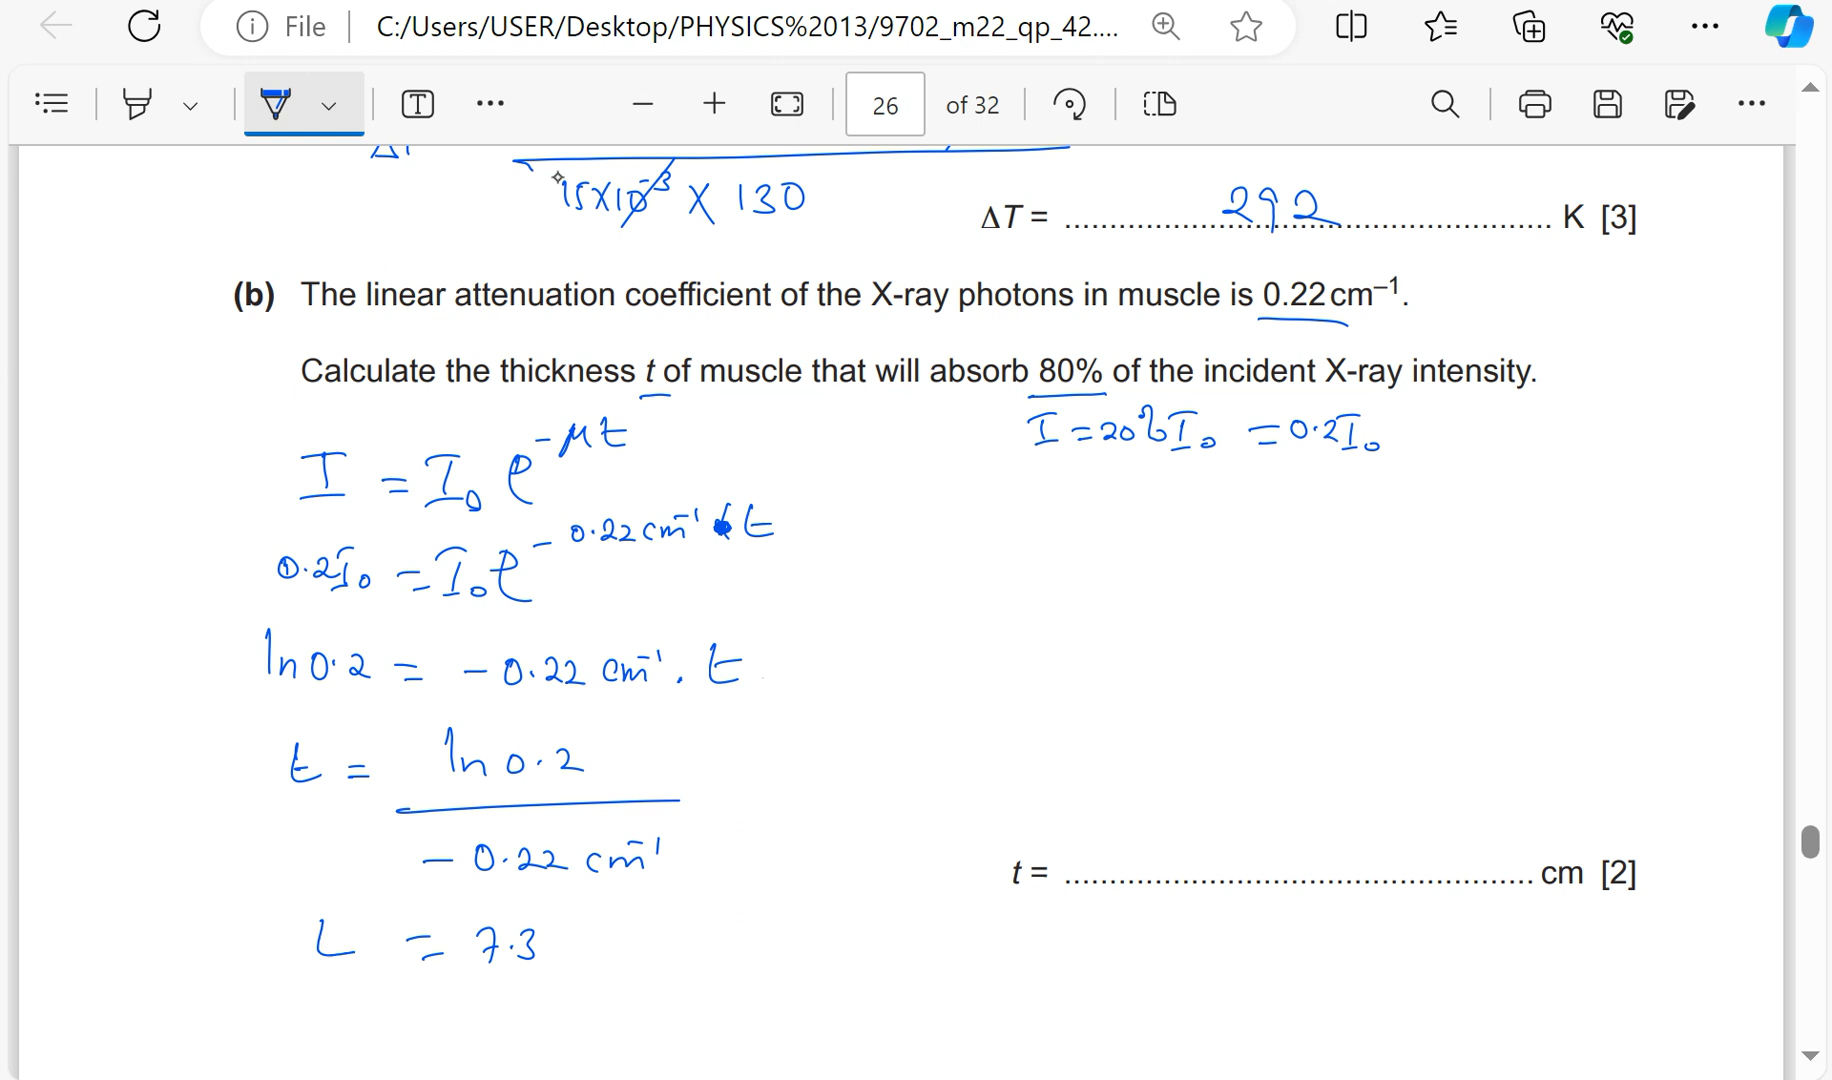 File C:/Users/USER/Desktop/PHYSICS%2013/9702_m22_qp_42....
26 of 32
ΔT
15×10⁻³ × 130
ΔT = 292 K [3]
(b) The linear attenuation coefficient of the X-ray photons in muscle is 0.22 cm⁻¹.
Calculate the thickness t of muscle that will absorb 80% of the incident X-ray intensity.
I = 20% I₀ = 0.2I₀
I = I₀ e^-μt
0.2I₀ = I₀e^-0.22cm⁻¹ t
ln 0.2 = -0.22 cm⁻¹. t
t = ln 0.2
-0.22 cm⁻¹
t = .................................................... cm [2]
L = 7.3